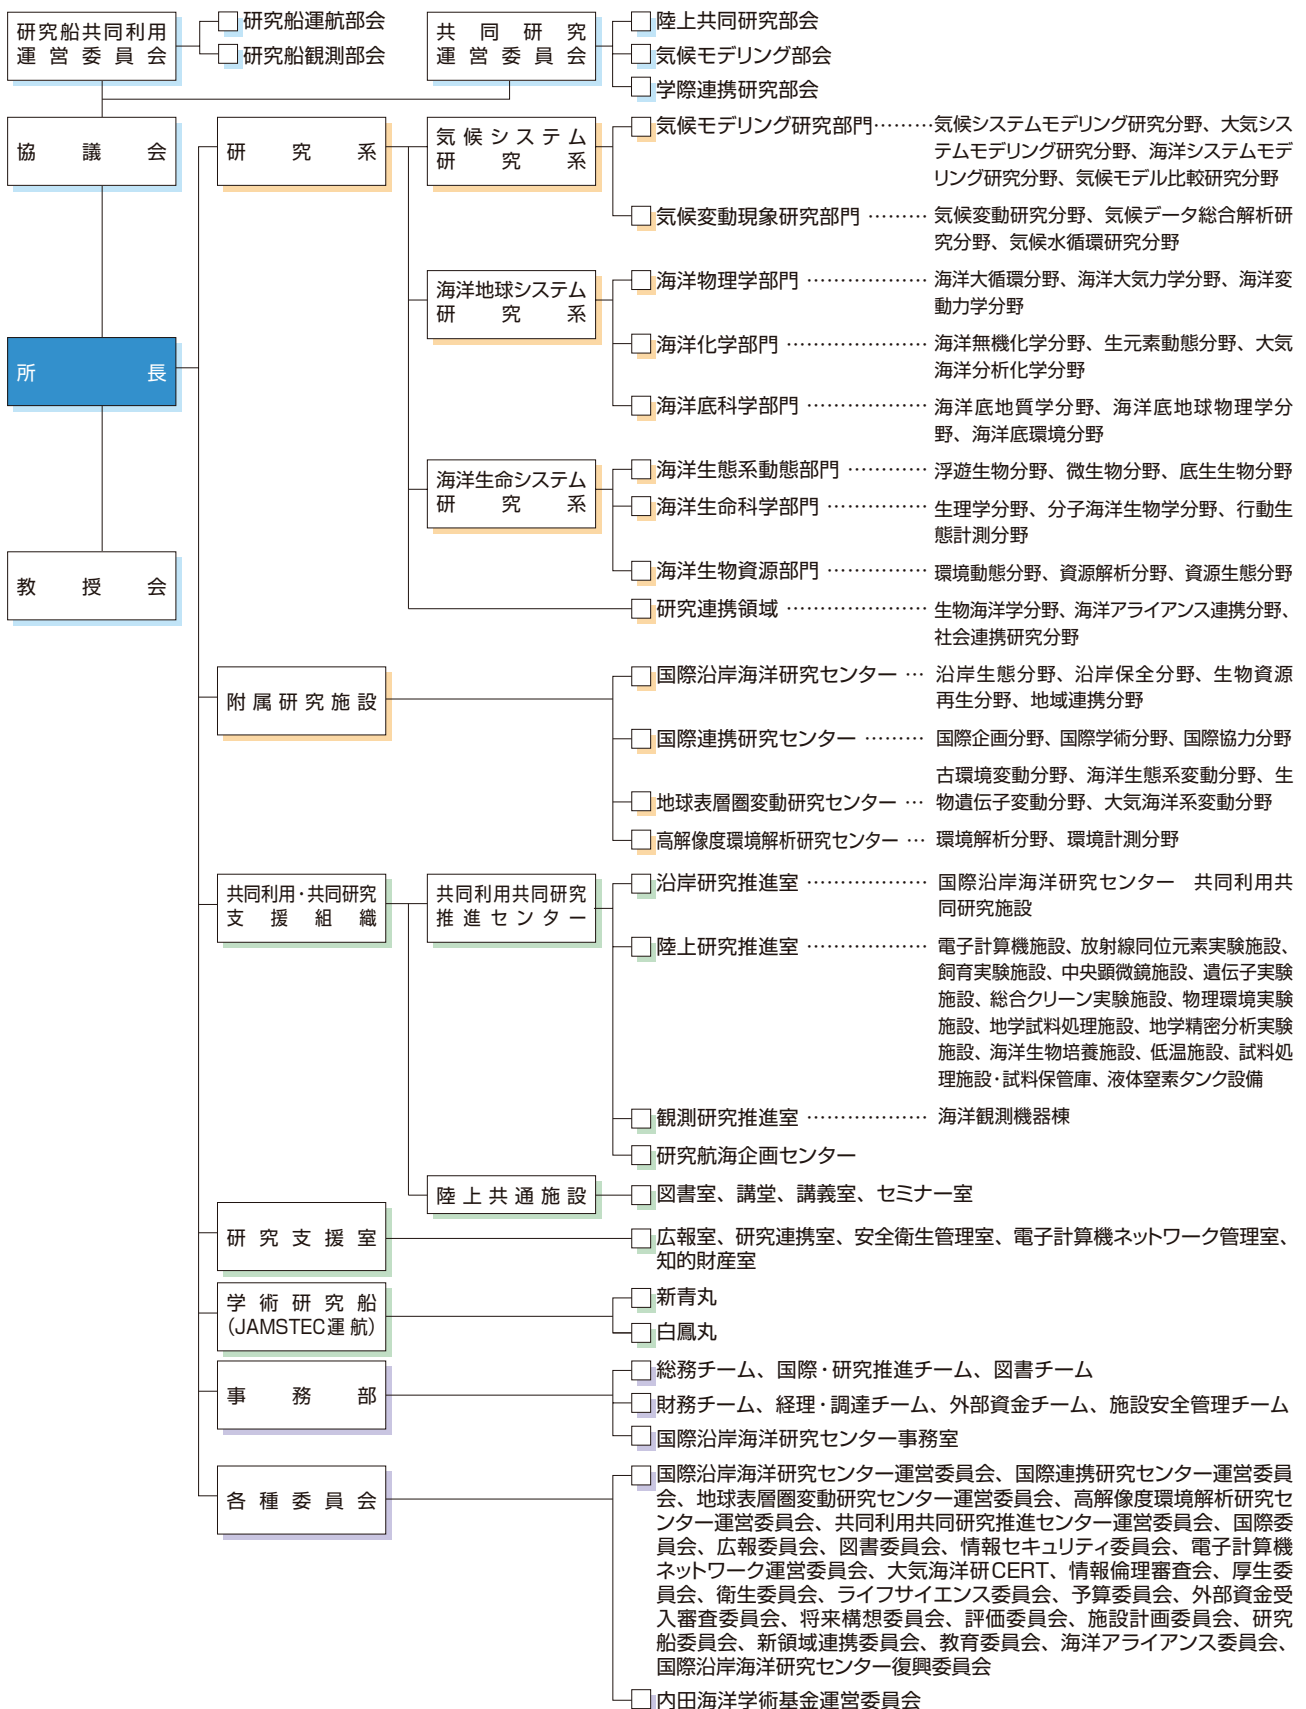 研究船共同利用
運営委員会
研究船運航部会
研究船観測部会
共同研究
運営委員会
陸上共同研究部会
気候モデリング部会
学際連携研究部会
協議会
研究系
気候システム
研究系
気候モデリング研究部門………気候システムモデリング研究分野、大気シス
テムモデリング研究分野、海洋システムモデ
リング研究分野、気候モデル比較研究分野
気候変動現象研究部門………気候変動研究分野、気候データ総合解析研
究分野、気候水循環研究分野
海洋地球システム
研究系
海洋物理学部門………………海洋大循環分野、海洋大気力学分野、海洋変
動力学分野
海洋化学部門…………………海洋無機化学分野、生元素動態分野、大気
海洋分析化学分野
海洋底科学部門………………海洋底地質学分野、海洋底地球物理学分
野、海洋底環境分野
所長
海洋生命システム
研究系
海洋生態系動態部門…………浮遊生物分野、微生物分野、底生生物分野
海洋生命科学部門……………生理学分野、分子海洋生物学分野、行動生
態計測分野
海洋生物資源部門……………環境動態分野、資源解析分野、資源生態分野
教授会
研究連携領域…………………生物海洋学分野、海洋アライアンス連携分野、
社会連携研究分野
附属研究施設
国際沿岸海洋研究センター…沿岸生態分野、沿岸保全分野、生物資源
再生分野、地域連携分野
国際連携研究センター………国際企画分野、国際学術分野、国際協力分野
古環境変動分野、海洋生態系変動分野、生
地球表層圏変動研究センター…物遺伝子変動分野、大気海洋系変動分野
高解像度環境解析研究センター…環境解析分野、環境計測分野
共同利用・共同研究
支援組織
共同利用共同研究
推進センター
沿岸研究推進室………………国際沿岸海洋研究センター 共同利用共
同研究施設
陸上研究推進室………………電子計算機施設、放射線同位元素実験施設、
飼育実験施設、中央顕微鏡施設、遺伝子実験
施設、総合クリーン実験施設、物理環境実験
施設、地学試料処理施設、地学精密分析実験
施設、海洋生物培養施設、低温施設、試料処
理施設・試料保管庫、液体窒素タンク設備
観測研究推進室………………海洋観測機器棟
研究航海企画センター
陸上共通施設
図書室、講堂、講義室、セミナー室
研究支援室
広報室、研究連携室、安全衛生管理室、電子計算機ネットワーク管理室、
知的財産室
学術研究船
(JAMSTEC運航)
新青丸
白鳳丸
事務部
総務チーム、国際・研究推進チーム、図書チーム
財務チーム、経理・調達チーム、外部資金チーム、施設安全管理チーム
国際沿岸海洋研究センター事務室
各種委員会
国際沿岸海洋研究センター運営委員会、国際連携研究センター運営委員
会、地球表層圏変動研究センター運営委員会、高解像度環境解析研究セ
ンター運営委員会、共同利用共同研究推進センター運営委員会、国際委
員会、広報委員会、図書委員会、情報セキュリティ委員会、電子計算機
ネットワーク運営委員会、大気海洋研CERT、情報倫理審査会、厚生委
員会、衛生委員会、ライフサイエンス委員会、予算委員会、外部資金受
入審査委員会、将来構想委員会、評価委員会、施設計画委員会、研究
船委員会、新領域連携委員会、教育委員会、海洋アライアンス委員会、
国際沿岸海洋研究センター復興委員会
内田海洋学術基金運営委員会